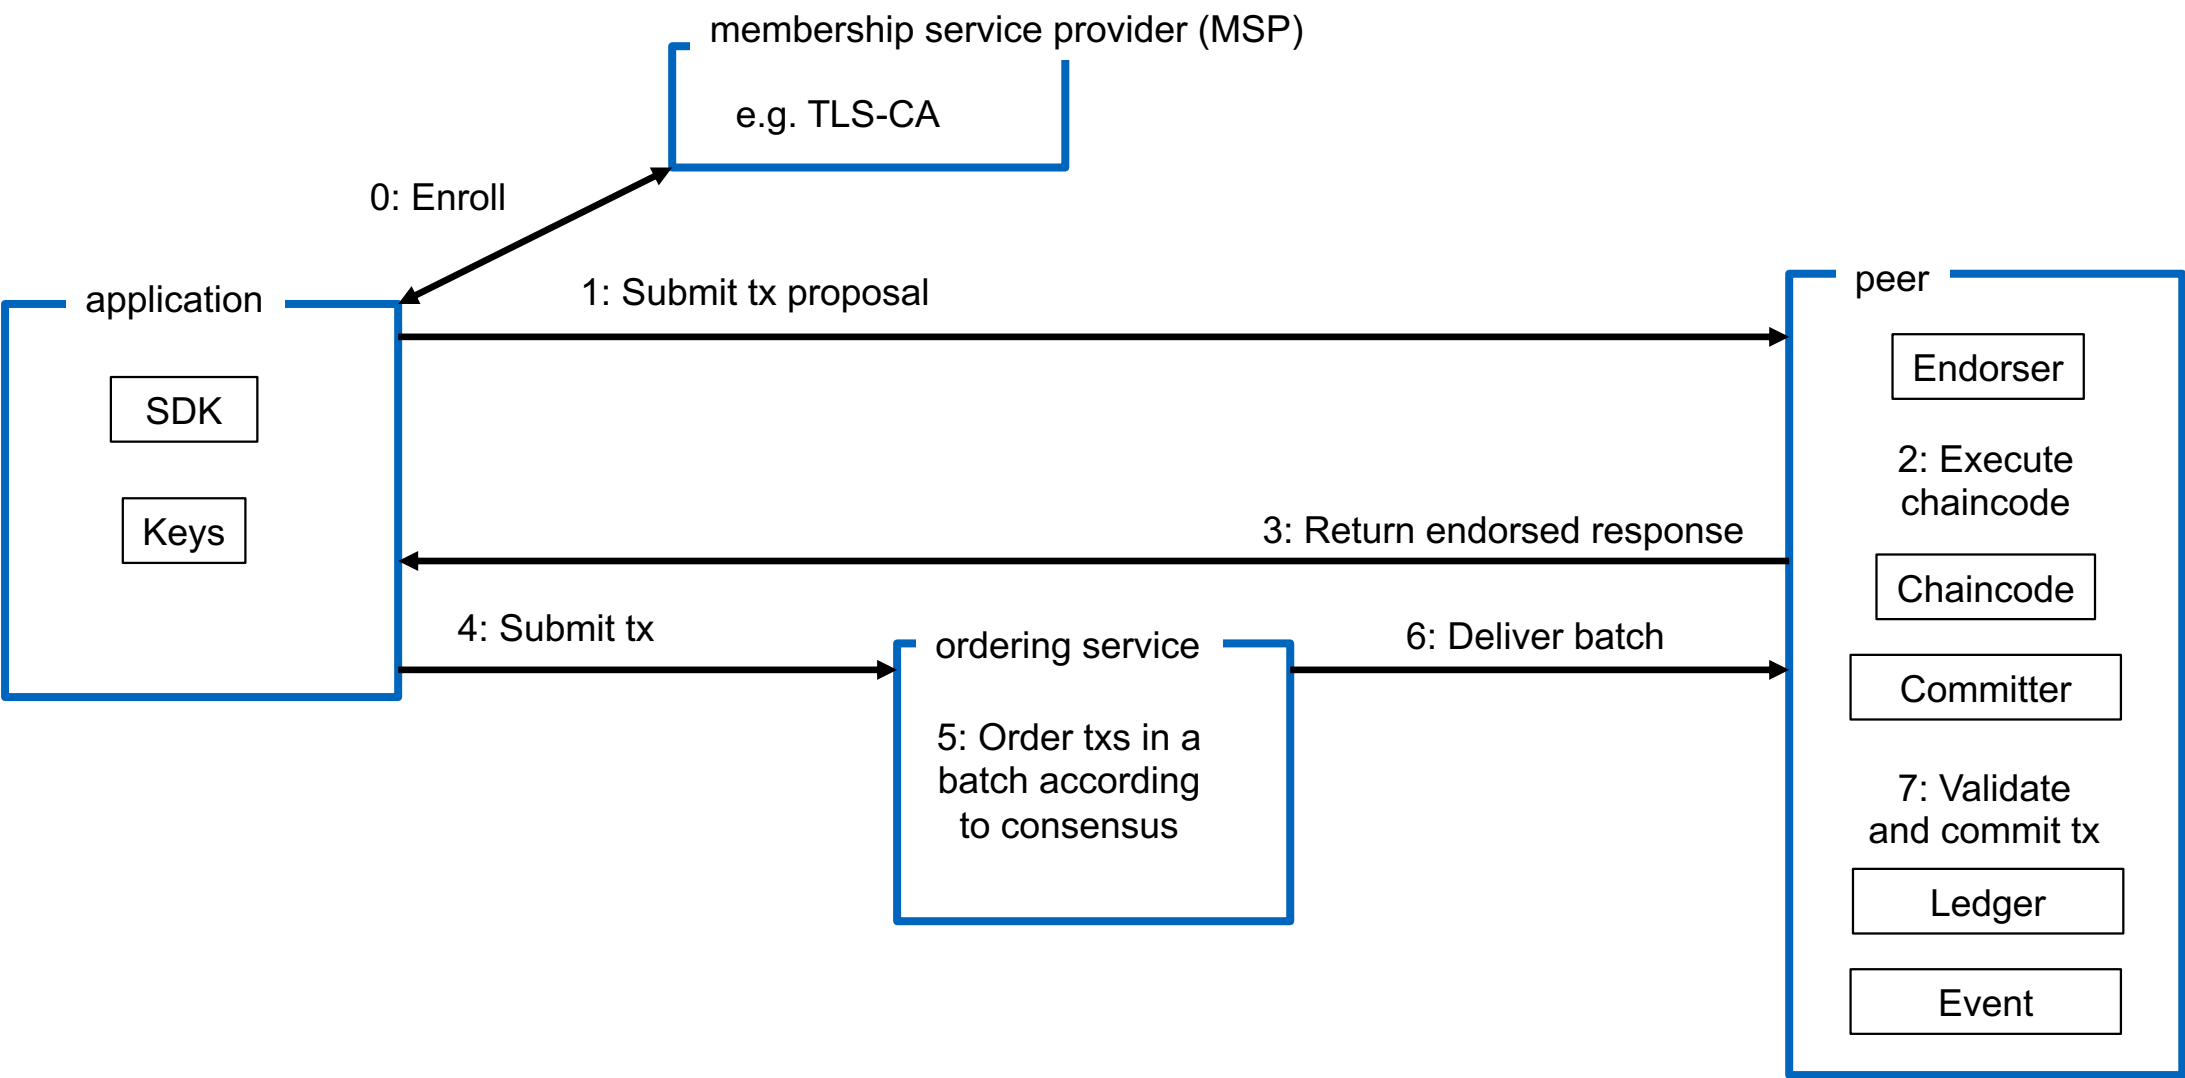 membership service provider (MSP)
e.g. TLS-CA
0: Enroll
application
SDK
Keys
1: Submit tx proposal
peer
Endorser
2: Execute
chaincode
3: Return endorsed response
Chaincode
4: Submit tx
ordering service
5: Order txs in a
batch according
to consensus
6: Deliver batch
Committer
7: Validate
and commit tx
Ledger
Event